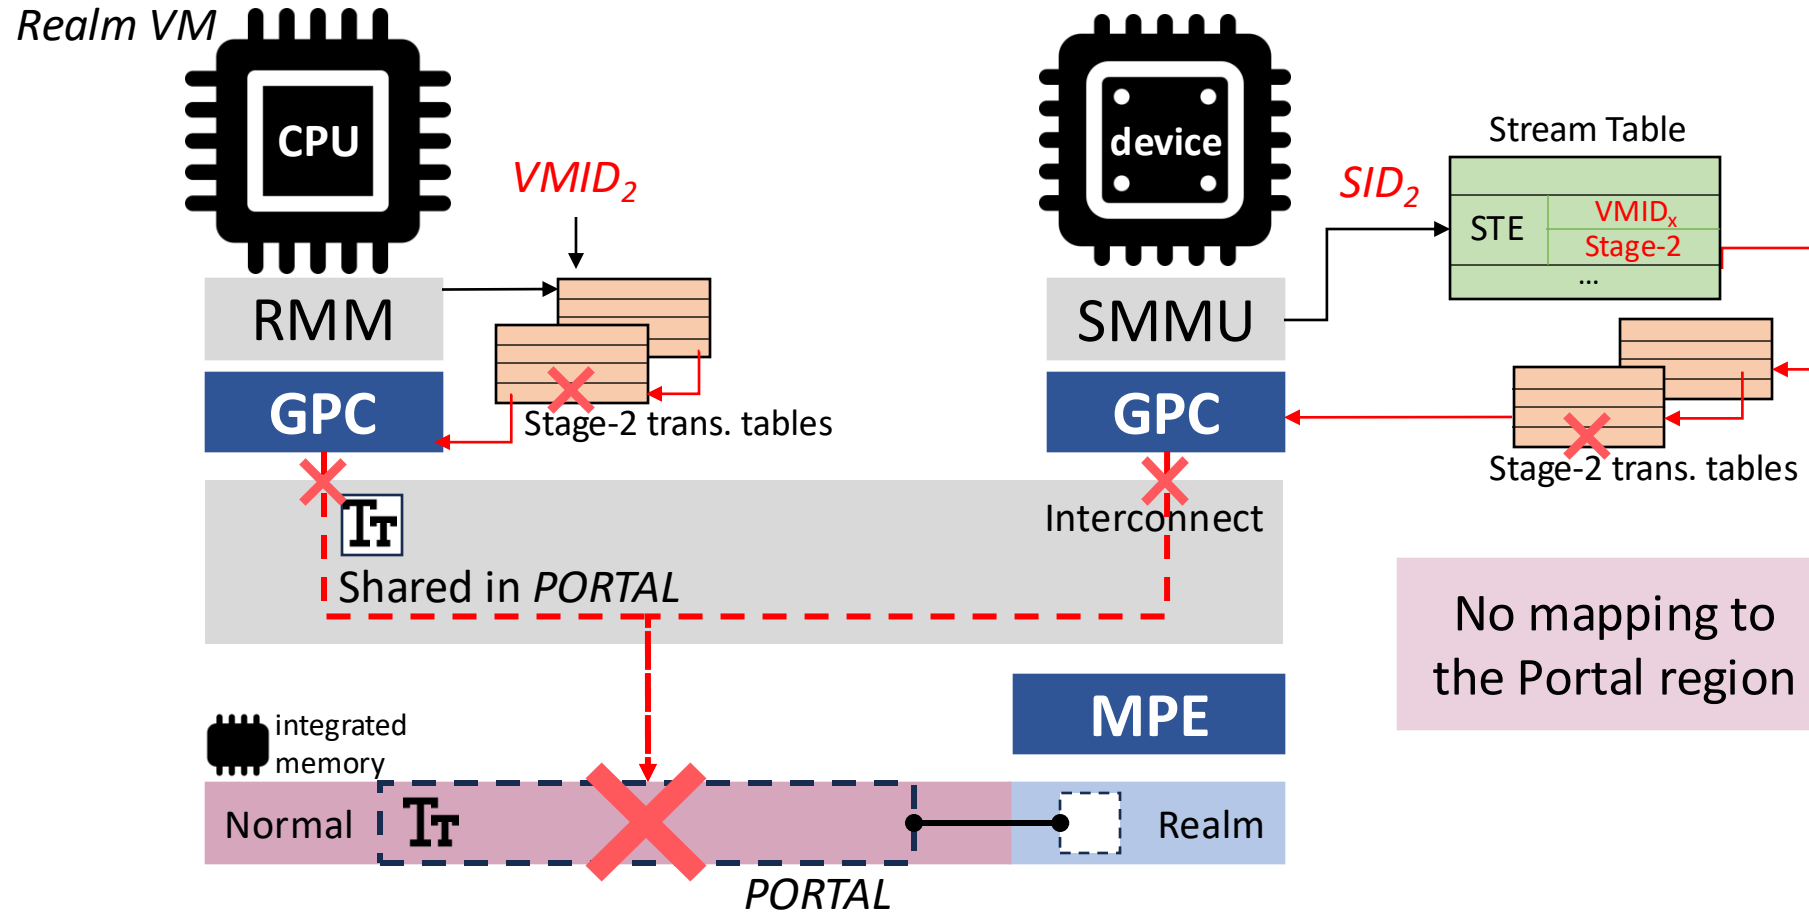 Realm VM
CPU
device
VMID2
SID2
Stream Table
STE
VMIDx
Stage-2
...
RMM
SMMU
GPC
Stage-2 trans. tables
GPC
Stage-2 trans. tables
TT
Interconnect
Shared in PORTAL
No mapping to
the Portal region
MPE
integrated
memory
Normal
TT
Realm
PORTAL